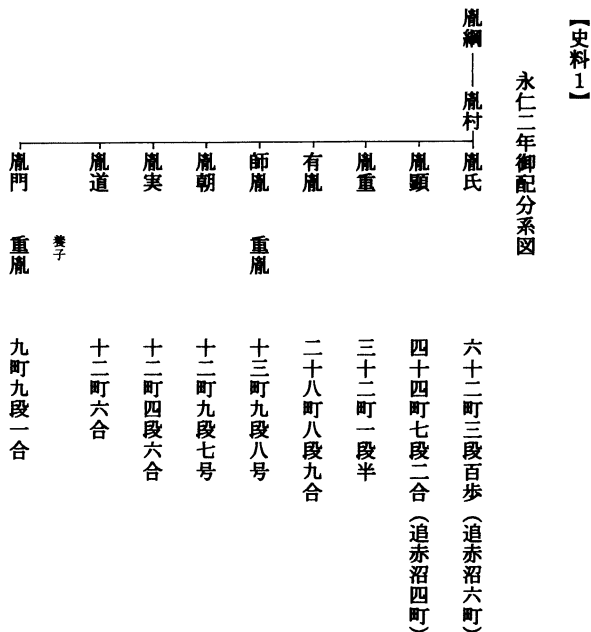 【史料1】
永仁二年御配分系図
胤綱 胤村 胤氏 六十二町三段百歩（追赤沼六町）
胤顕 四十四町七段二合（追赤沼四町）
胤重 三十二町一段半
有胤 二十八町八段九合
師胤 重胤 十三町九段八号
胤朝 十二町九段七号
胤実 十二町四段六合
胤道 十二町六合
養子
胤門 重胤 九町九段一合